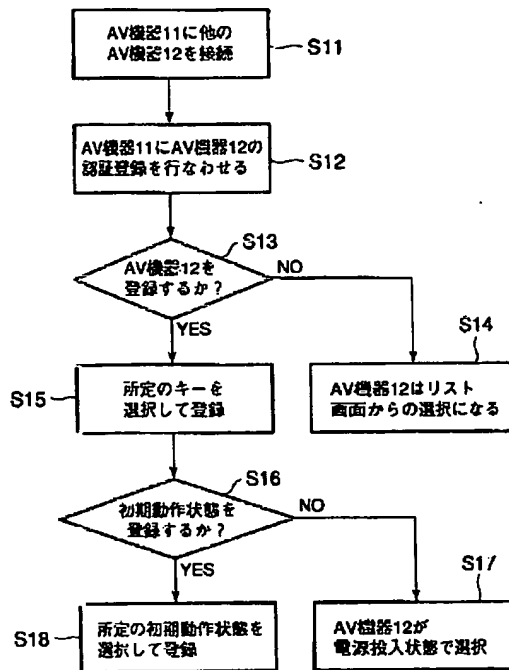 AV機器11に他の
AV機器12を接続
S11
AV機器11にAV機器12の
認証登録を行なわせる
S12
S13
AV機器12を
登録するか?
NO
YES
S14
AV機器12はリスト
画面からの選択になる
S15
所定のキーを
選択して登録
S16
初期動作状態を
登録するか?
NO
YES
S17
AV機器12が
電源投入状態で選択
S18
所定の初期動作状態を
選択して登録